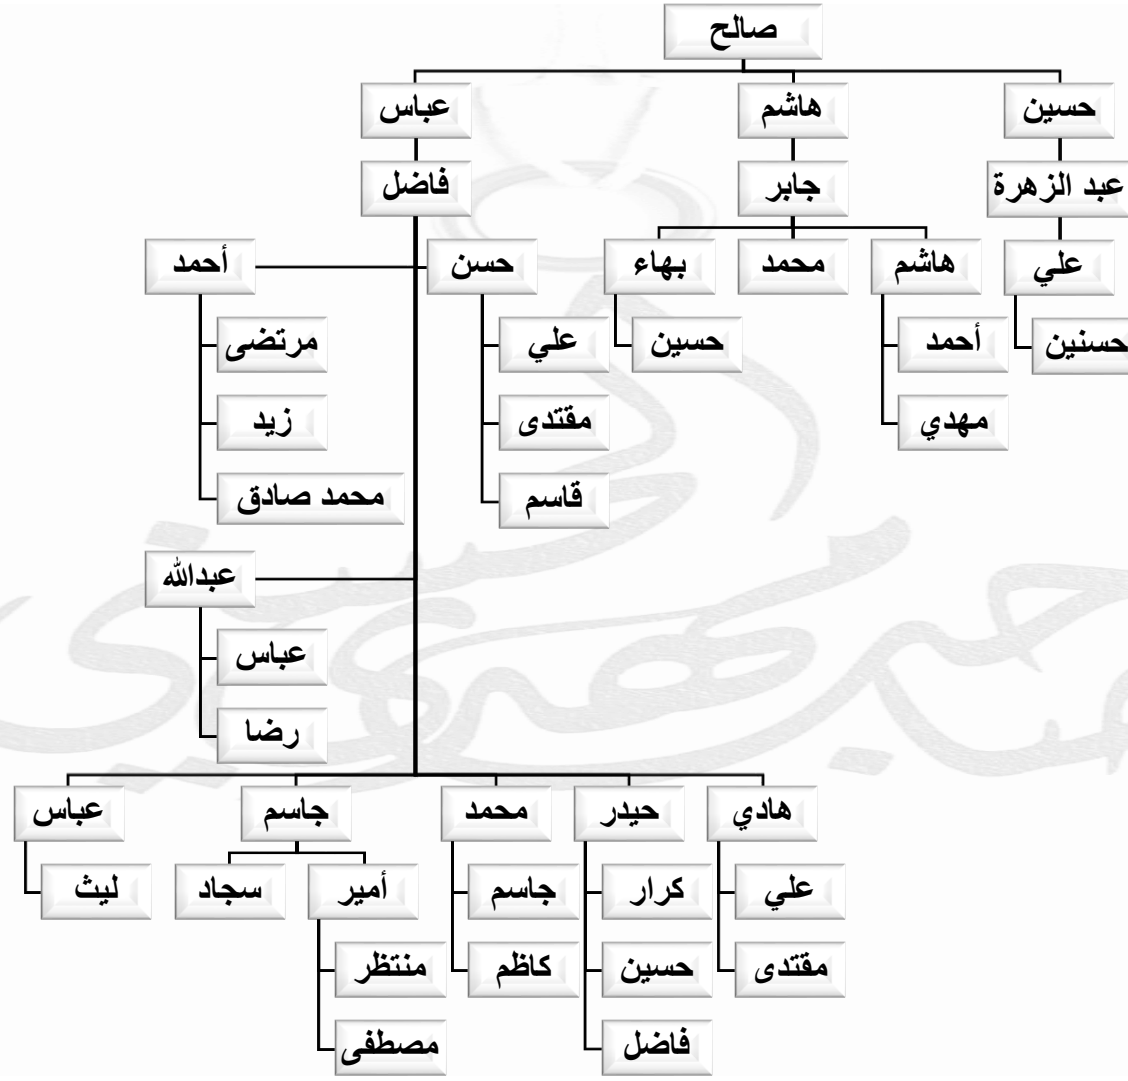 صالح
حسين
هاشم
عباس
عبد الزهرة
جابر
فاضل
علي
هاشم
محمد
بهاء
حسن
أحمد
حسنين
أحمد
حسين
علي
مرتضى
مهدي
مقتدى
زيد
قاسم
محمد صادق
عبدالله
عباس
رضا
هادي
حيدر
محمد
جاسم
عباس
علي
كرار
جاسم
أمير
سجاد
ليث
مقتدى
حسين
كاظم
منتظر
فاضل
مصطفى